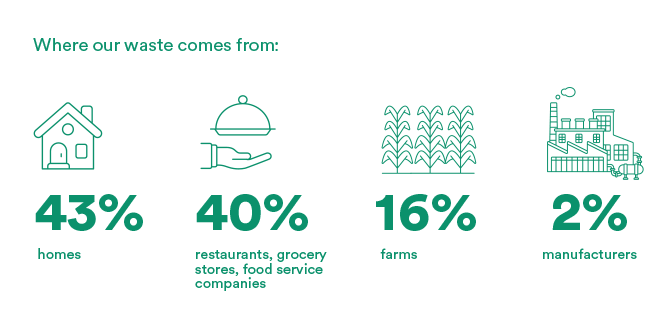 Where our waste comes from:
43%
homes
40%
restaurants, grocery
stores, food service
companies
16%
farms
2%
manufacturers